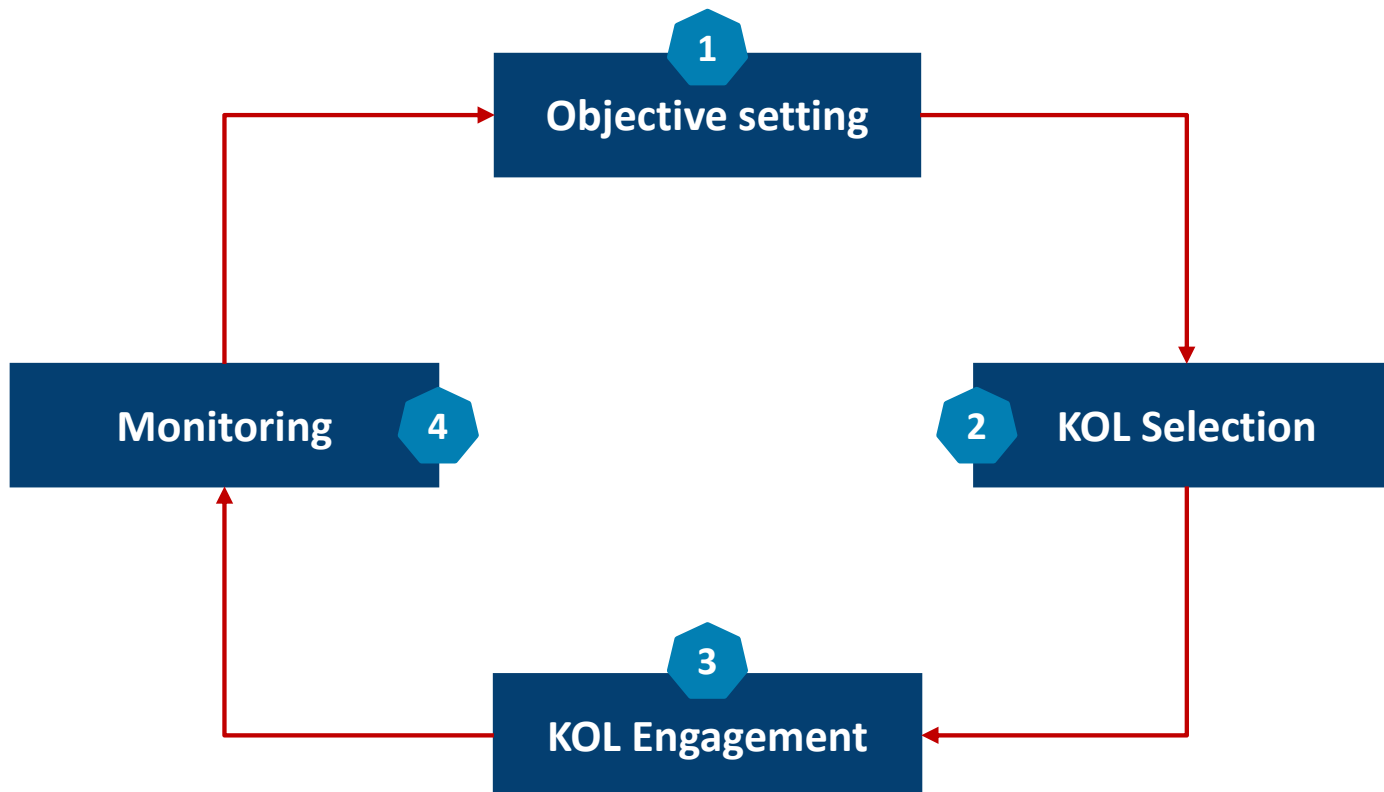 1
Objective setting
2
KOL Selection
3
KOL Engagement
4
Monitoring